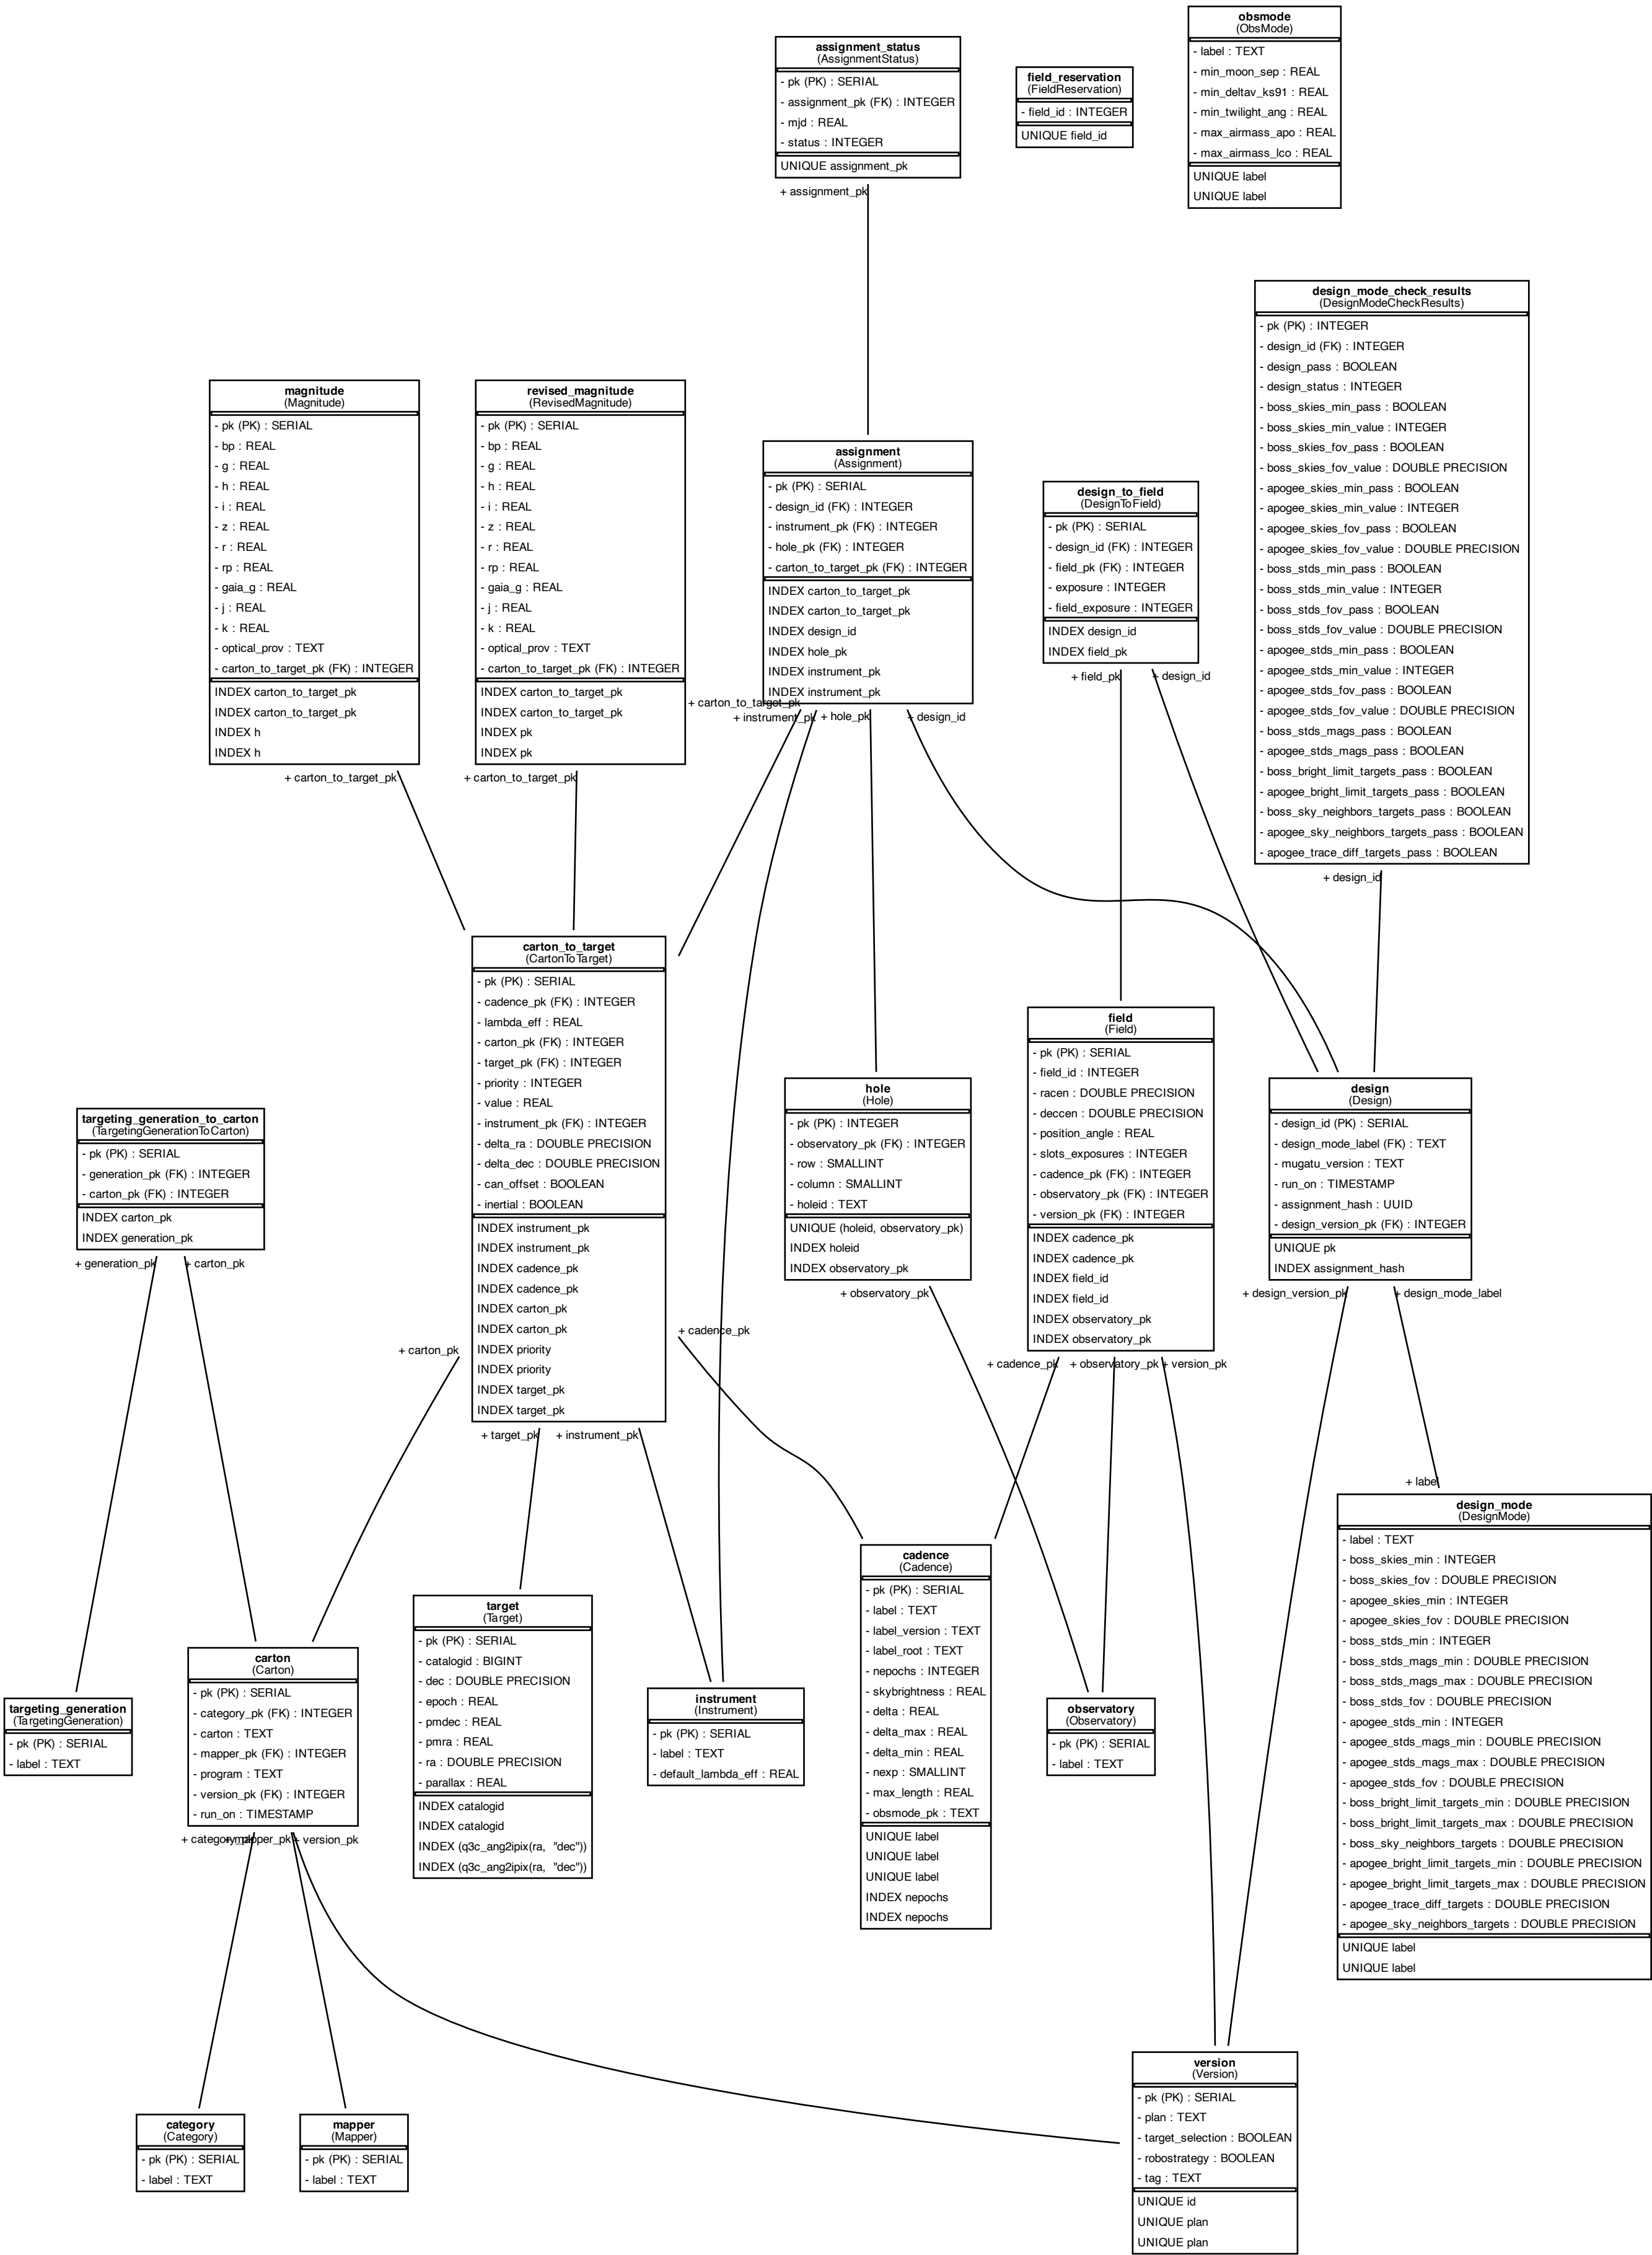 obsmode
(ObsMode)
- label : TEXT
- min_moon_sep : REAL
- min_deltav_ks91 : REAL
- min_twilight_ang : REAL
- max_airmass_apo : REAL
- max_airmass_lco : REAL
UNIQUE label
UNIQUE label
assignment_status
(AssignmentStatus)
- pk (PK) : SERIAL
- assignment_pk (FK) : INTEGER
- mjd : REAL
- status : INTEGER
UNIQUE assignment_pk
+ assignment_pk
field_reservation
(FieldReservation)
- field_id : INTEGER
UNIQUE field_id
design_mode_check_results
(DesignModeCheckResults)
- pk (PK) : INTEGER
- design_id (FK) : INTEGER
- design_pass : BOOLEAN
- design_status : INTEGER
- boss_skies_min_pass : BOOLEAN
- boss_skies_min_value : INTEGER
- boss_skies_fov_pass : BOOLEAN
- boss_skies_fov_value : DOUBLE PRECISION
- apogee_skies_min_pass : BOOLEAN
- apogee_skies_min_value : INTEGER
- apogee_skies_fov_pass : BOOLEAN
- apogee_skies_fov_value : DOUBLE PRECISION
- boss_stds_min_pass : BOOLEAN
- boss_stds_min_value : INTEGER
- boss_stds_fov_pass : BOOLEAN
- boss_stds_fov_value : DOUBLE PRECISION
- apogee_stds_min_pass : BOOLEAN
- apogee_stds_min_value : INTEGER
- apogee_stds_fov_pass : BOOLEAN
- apogee_stds_fov_value : DOUBLE PRECISION
- boss_stds_mags_pass : BOOLEAN
- apogee_stds_mags_pass : BOOLEAN
- boss_bright_limit_targets_pass : BOOLEAN
- apogee_bright_limit_targets_pass : BOOLEAN
- boss_sky_neighbors_targets_pass : BOOLEAN
- apogee_sky_neighbors_targets_pass : BOOLEAN
- apogee_trace_diff_targets_pass : BOOLEAN
+ design_id
magnitude
(Magnitude)
- pk (PK) : SERIAL
- bp : REAL
- g : REAL
- h : REAL
- i : REAL
- z : REAL
- r : REAL
- rp : REAL
- gaia_g : REAL
- j : REAL
- k : REAL
- optical_prov : TEXT
- carton_to_target_pk (FK) : INTEGER
INDEX carton_to_target_pk
INDEX carton_to_target_pk
INDEX h
INDEX h
+ carton_to_target_pk
revised_magnitude
(RevisedMagnitude)
- pk (PK) : SERIAL
- bp : REAL
- g : REAL
- h : REAL
- i : REAL
- z : REAL
- r : REAL
- rp : REAL
- gaia_g : REAL
- j : REAL
- k : REAL
- optical_prov : TEXT
- carton_to_target_pk (FK) : INTEGER
INDEX carton_to_target_pk
INDEX carton_to_target_pk
INDEX pk
INDEX pk
+ carton_to_target_pk
assignment
(Assignment)
- pk (PK) : SERIAL
- design_id (FK) : INTEGER
- instrument_pk (FK) : INTEGER
- hole_pk (FK) : INTEGER
- carton_to_target_pk (FK) : INTEGER
INDEX carton_to_target_pk
INDEX carton_to_target_pk
INDEX design_id
INDEX hole_pk
INDEX instrument_pk
INDEX instrument_pk
+ carton_to_target_pk
+ instrument_pk
+ hole_pk
+ design_id
design_to_field
(DesignToField)
- pk (PK) : SERIAL
- design_id (FK) : INTEGER
- field_pk (FK) : INTEGER
- exposure : INTEGER
- field_exposure : INTEGER
INDEX design_id
INDEX field_pk
+ field_pk
+ design_id
carton_to_target
(CartonToTarget)
- pk (PK) : SERIAL
- cadence_pk (FK) : INTEGER
- lambda_eff : REAL
- carton_pk (FK) : INTEGER
- target_pk (FK) : INTEGER
- priority : INTEGER
- value : REAL
- instrument_pk (FK) : INTEGER
- delta_ra : DOUBLE PRECISION
- delta_dec : DOUBLE PRECISION
- can_offset : BOOLEAN
- inertial : BOOLEAN
INDEX instrument_pk
INDEX instrument_pk
INDEX cadence_pk
INDEX cadence_pk
INDEX carton_pk
INDEX carton_pk
INDEX priority
INDEX priority
INDEX target_pk
INDEX target_pk
+ carton_pk
+ cadence_pk
+ target_pk
+ instrument_pk
field
(Field)
- pk (PK) : SERIAL
- field_id : INTEGER
- racen : DOUBLE PRECISION
- deccen : DOUBLE PRECISION
- position_angle : REAL
- slots_exposures : INTEGER
- cadence_pk (FK) : INTEGER
- observatory_pk (FK) : INTEGER
- version_pk (FK) : INTEGER
INDEX cadence_pk
INDEX cadence_pk
INDEX field_id
INDEX field_id
INDEX observatory_pk
INDEX observatory_pk
+ cadence_pk
+ observatory_pk
+ version_pk
hole
(Hole)
- pk (PK) : INTEGER
- observatory_pk (FK) : INTEGER
- row : SMALLINT
- column : SMALLINT
- holeid : TEXT
UNIQUE (holeid, observatory_pk)
INDEX holeid
INDEX observatory_pk
+ observatory_pk
design
(Design)
- design_id (PK) : SERIAL
- design_mode_label (FK) : TEXT
- mugatu_version : TEXT
- run_on : TIMESTAMP
- assignment_hash : UUID
- design_version_pk (FK) : INTEGER
UNIQUE pk
INDEX assignment_hash
+ design_version_pk
+ design_mode_label
targeting_generation_to_carton
(TargetingGenerationToCarton)
- pk (PK) : SERIAL
- generation_pk (FK) : INTEGER
- carton_pk (FK) : INTEGER
INDEX carton_pk
INDEX generation_pk
+ generation_pk
+ carton_pk
+ label
design_mode
(DesignMode)
- label : TEXT
- boss_skies_min : INTEGER
- boss_skies_fov : DOUBLE PRECISION
- apogee_skies_min : INTEGER
- apogee_skies_fov : DOUBLE PRECISION
- boss_stds_min : INTEGER
- boss_stds_mags_min : DOUBLE PRECISION
- boss_stds_mags_max : DOUBLE PRECISION
- boss_stds_fov : DOUBLE PRECISION
- apogee_stds_min : INTEGER
- apogee_stds_mags_min : DOUBLE PRECISION
- apogee_stds_mags_max : DOUBLE PRECISION
- apogee_stds_fov : DOUBLE PRECISION
- boss_bright_limit_targets_min : DOUBLE PRECISION
- boss_bright_limit_targets_max : DOUBLE PRECISION
- boss_sky_neighbors_targets : DOUBLE PRECISION
- apogee_bright_limit_targets_min : DOUBLE PRECISION
- apogee_bright_limit_targets_max : DOUBLE PRECISION
- apogee_trace_diff_targets : DOUBLE PRECISION
- apogee_sky_neighbors_targets : DOUBLE PRECISION
UNIQUE label
UNIQUE label
cadence
(Cadence)
- pk (PK) : SERIAL
- label : TEXT
- label_version : TEXT
- label_root : TEXT
- nepochs : INTEGER
- skybrightness : REAL
- delta : REAL
- delta_max : REAL
- delta_min : REAL
- nexp : SMALLINT
- max_length : REAL
- obsmode_pk : TEXT
UNIQUE label
UNIQUE label
UNIQUE label
INDEX nepochs
INDEX nepochs
target
(Target)
- pk (PK) : SERIAL
- catalogid : BIGINT
- dec : DOUBLE PRECISION
- epoch : REAL
- pmdec : REAL
- pmra : REAL
- ra : DOUBLE PRECISION
- parallax : REAL
INDEX catalogid
INDEX catalogid
INDEX (q3c_ang2ipix(ra, "dec"))
INDEX (q3c_ang2ipix(ra, "dec"))
carton
(Carton)
- pk (PK) : SERIAL
- category_pk (FK) : INTEGER
- carton : TEXT
- mapper_pk (FK) : INTEGER
- program : TEXT
- version_pk (FK) : INTEGER
- run_on : TIMESTAMP
+ category_pk
+ mapper_pk
+ version_pk
targeting_generation
(TargetingGeneration)
- pk (PK) : SERIAL
- label : TEXT
instrument
(Instrument)
- pk (PK) : SERIAL
- label : TEXT
- default_lambda_eff : REAL
observatory
(Observatory)
- pk (PK) : SERIAL
- label : TEXT
version
(Version)
- pk (PK) : SERIAL
- plan : TEXT
- target_selection : BOOLEAN
- robostrategy : BOOLEAN
- tag : TEXT
UNIQUE id
UNIQUE plan
UNIQUE plan
category
(Category)
- pk (PK) : SERIAL
- label : TEXT
mapper
(Mapper)
- pk (PK) : SERIAL
- label : TEXT